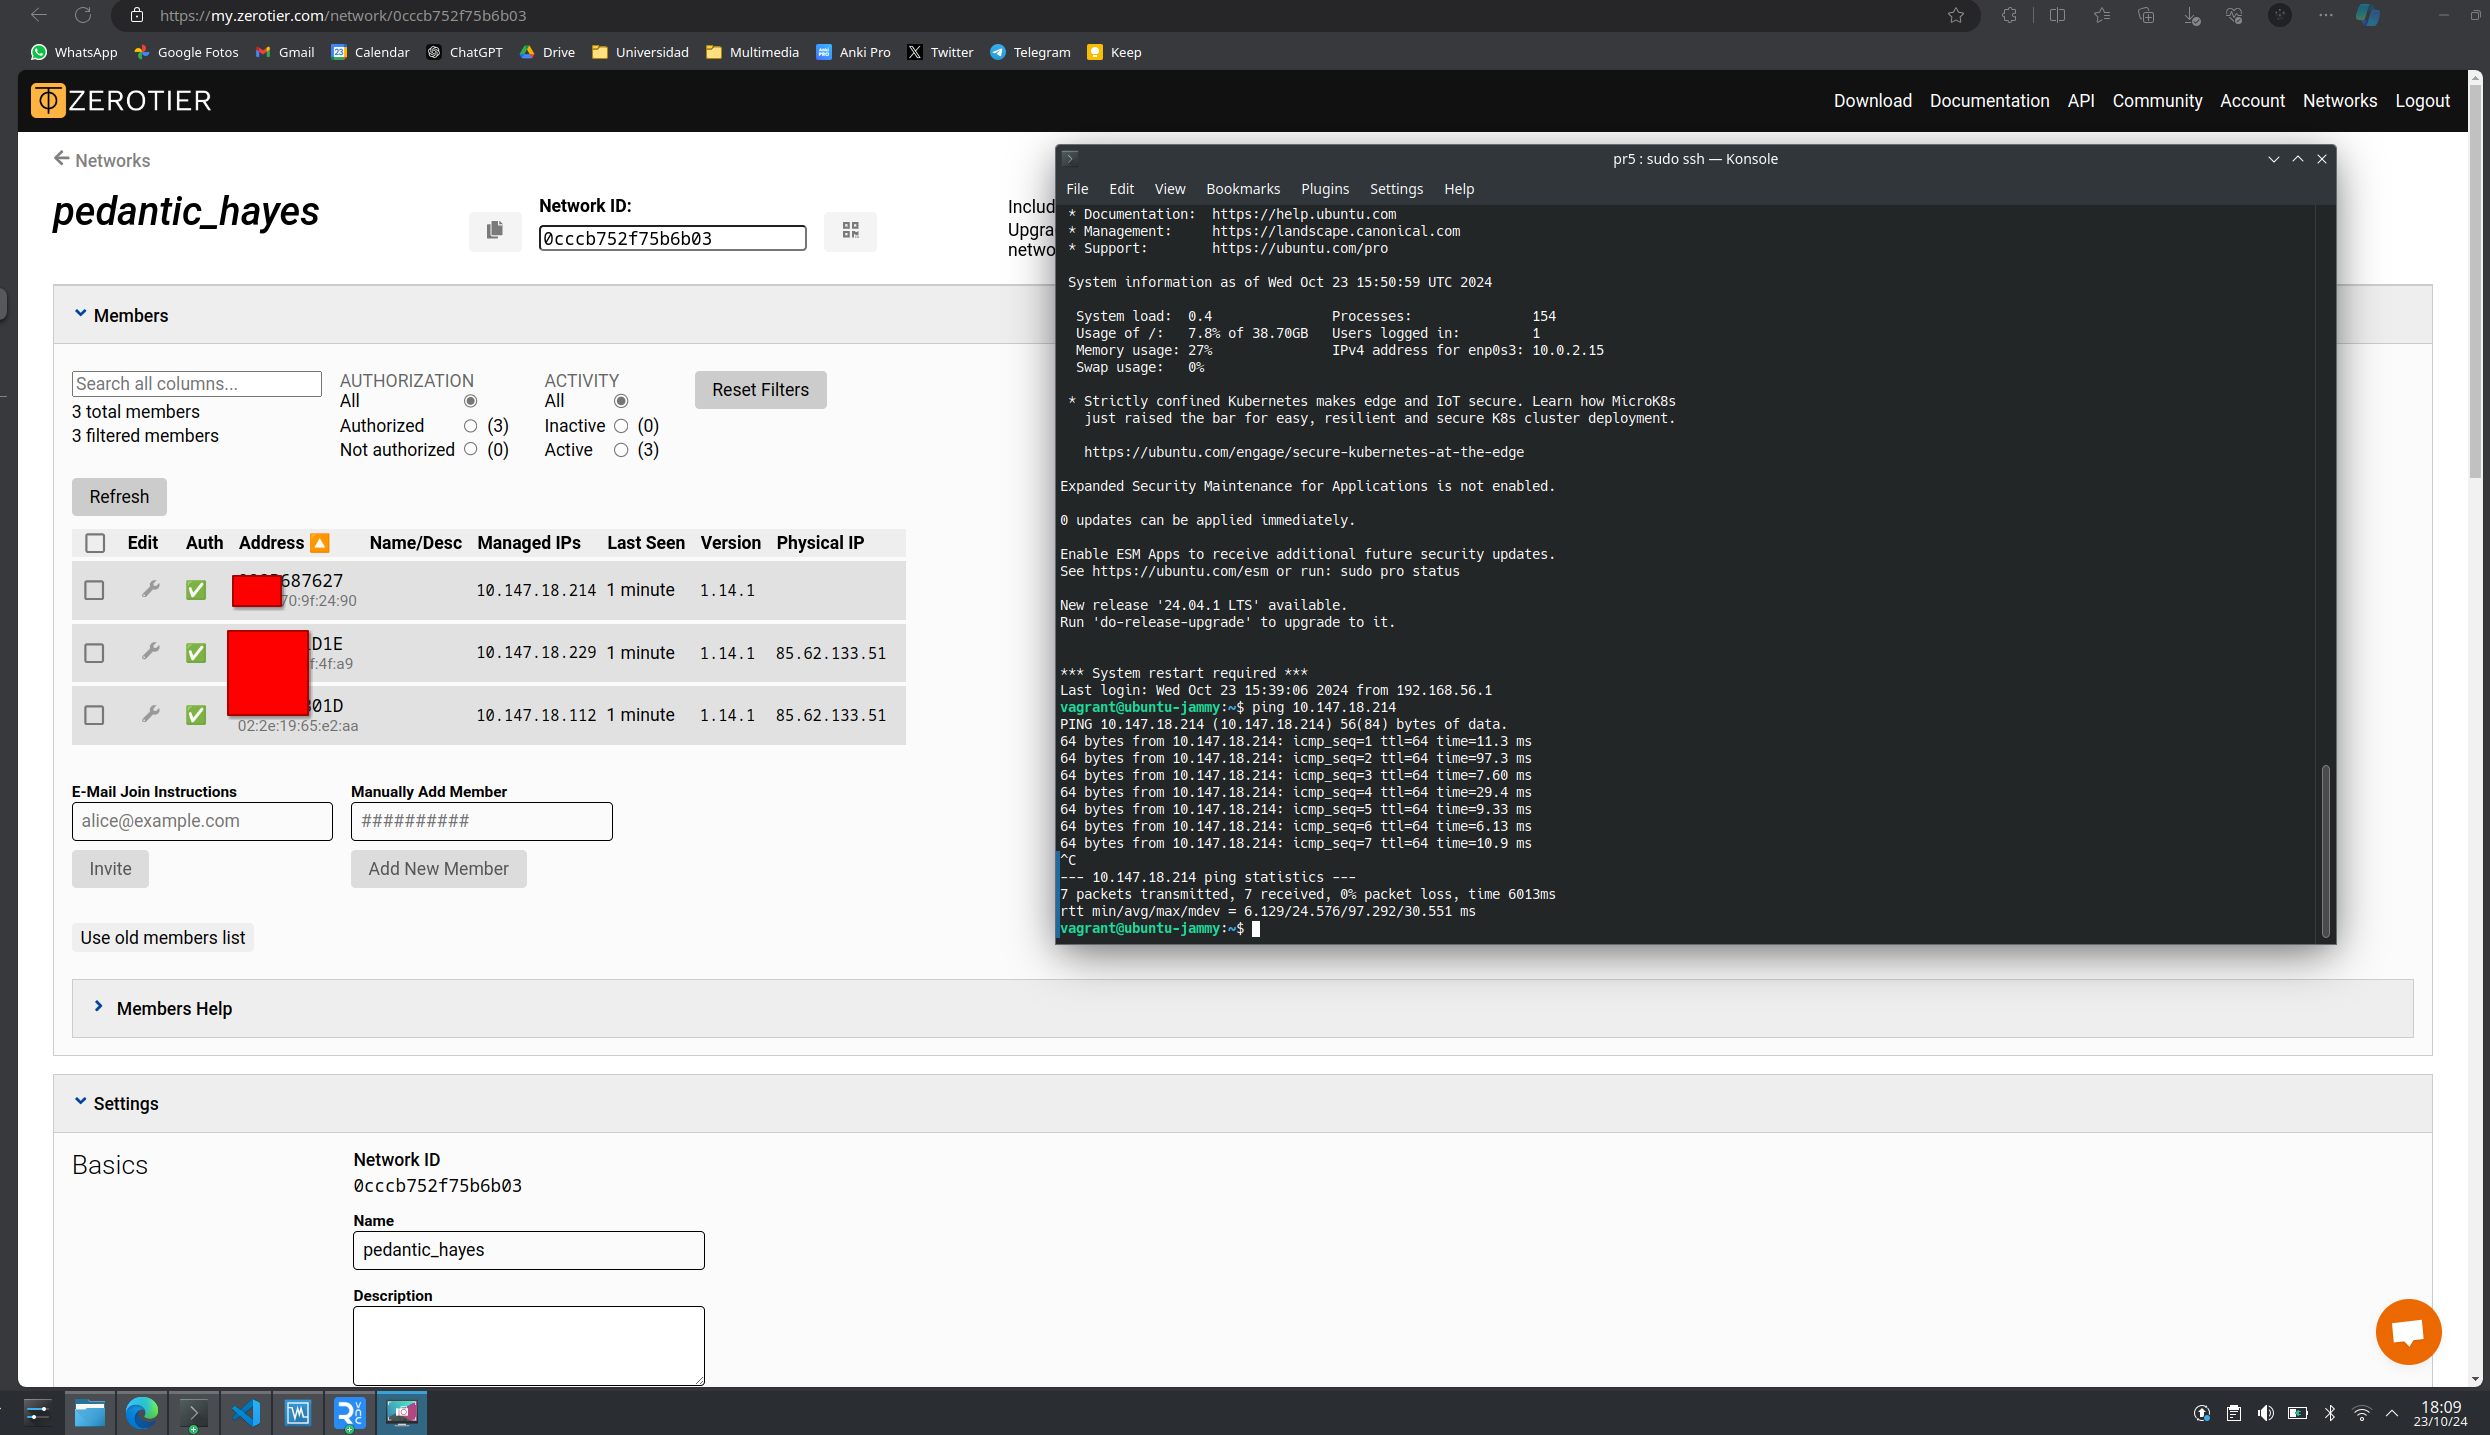 https://my.zerotier.com/network/0cccb752f75b6b03
WhatsApp Google Fotos Gmail Calendar ChatGPT Drive Universidad Multimedia Anki Pro Twitter Telegram Keep
ZEROTIER
Download Documentation API Community Account Networks Logout
Networks
pedantic_hayes
Network ID:
0cccb752f75b6b03
Includ
Upgra
netwo
Members
Search all columns...
3 total members
3 filtered members
AUTHORIZATION
All
Authorized (3)
Not authorized (0)
ACTIVITY
All
Inactive (0)
Active (3)
Reset Filters
Refresh
Edit Auth Address Name/Desc Managed IPs Last Seen Version Physical IP
687627 10.147.18.214 1 minute 1.14.1
70:9f:24:90
D1E 10.147.18.229 1 minute 1.14.1 85.62.133.51
f:4f:a9
01D 10.147.18.112 1 minute 1.14.1 85.62.133.51
02:2e:19:65:e2:aa
E-Mail Join Instructions
alice@example.com
Invite
Manually Add Member
##########
Add New Member
Use old members list
Members Help
Settings
Basics
Network ID
0cccb752f75b6b03
Name
pedantic_hayes
Description
pr5 : sudo ssh — Konsole
File Edit View Bookmarks Plugins Settings Help
* Documentation: https://help.ubuntu.com
* Management: https://landscape.canonical.com
* Support: https://ubuntu.com/pro
System information as of Wed Oct 23 15:50:59 UTC 2024
System load: 0.4 Processes: 154
Usage of /: 7.8% of 38.70GB Users logged in: 1
Memory usage: 27% IPv4 address for enp0s3: 10.0.2.15
Swap usage: 0%
* Strictly confined Kubernetes makes edge and IoT secure. Learn how MicroK8s
just raised the bar for easy, resilient and secure K8s cluster deployment.
https://ubuntu.com/engage/secure-kubernetes-at-the-edge
Expanded Security Maintenance for Applications is not enabled.
0 updates can be applied immediately.
Enable ESM Apps to receive additional future security updates.
See https://ubuntu.com/esm or run: sudo pro status
New release '24.04.1 LTS' available.
Run 'do-release-upgrade' to upgrade to it.
*** System restart required ***
Last login: Wed Oct 23 15:39:06 2024 from 192.168.56.1
vagrant@ubuntu-jammy:~$ ping 10.147.18.214
PING 10.147.18.214 (10.147.18.214) 56(84) bytes of data.
64 bytes from 10.147.18.214: icmp_seq=1 ttl=64 time=11.3 ms
64 bytes from 10.147.18.214: icmp_seq=2 ttl=64 time=97.3 ms
64 bytes from 10.147.18.214: icmp_seq=3 ttl=64 time=7.60 ms
64 bytes from 10.147.18.214: icmp_seq=4 ttl=64 time=29.4 ms
64 bytes from 10.147.18.214: icmp_seq=5 ttl=64 time=9.33 ms
64 bytes from 10.147.18.214: icmp_seq=6 ttl=64 time=6.13 ms
64 bytes from 10.147.18.214: icmp_seq=7 ttl=64 time=10.9 ms
^C
--- 10.147.18.214 ping statistics ---
7 packets transmitted, 7 received, 0% packet loss, time 6013ms
rtt min/avg/max/mdev = 6.129/24.576/97.292/30.551 ms
vagrant@ubuntu-jammy:~$
18:09
23/10/24